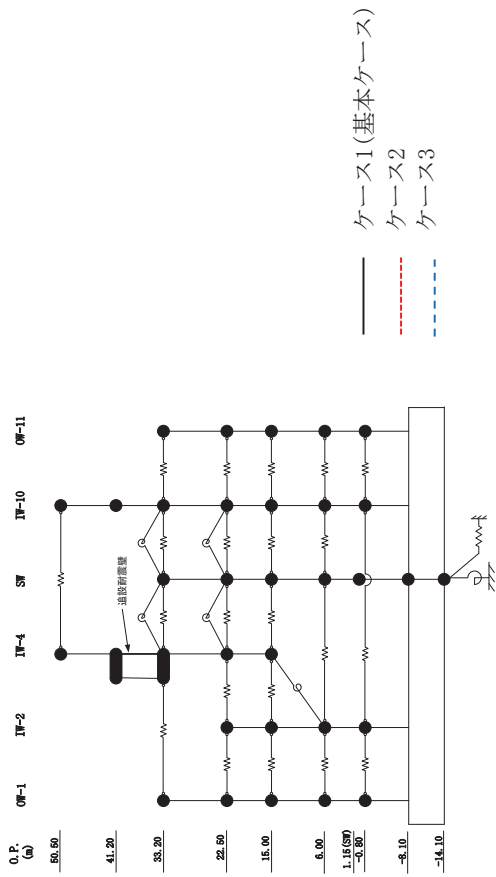 O.P.
(m)
50.50
41.20
33.20
22.50
15.00
6.00
1.15(SW)
-0.80
-8.10
-14.10
OW-1
IW-2
IW-4
SW
IW-10
OW-11
追設耐震壁
ケース1(基本ケース)
ケース2
ケース3